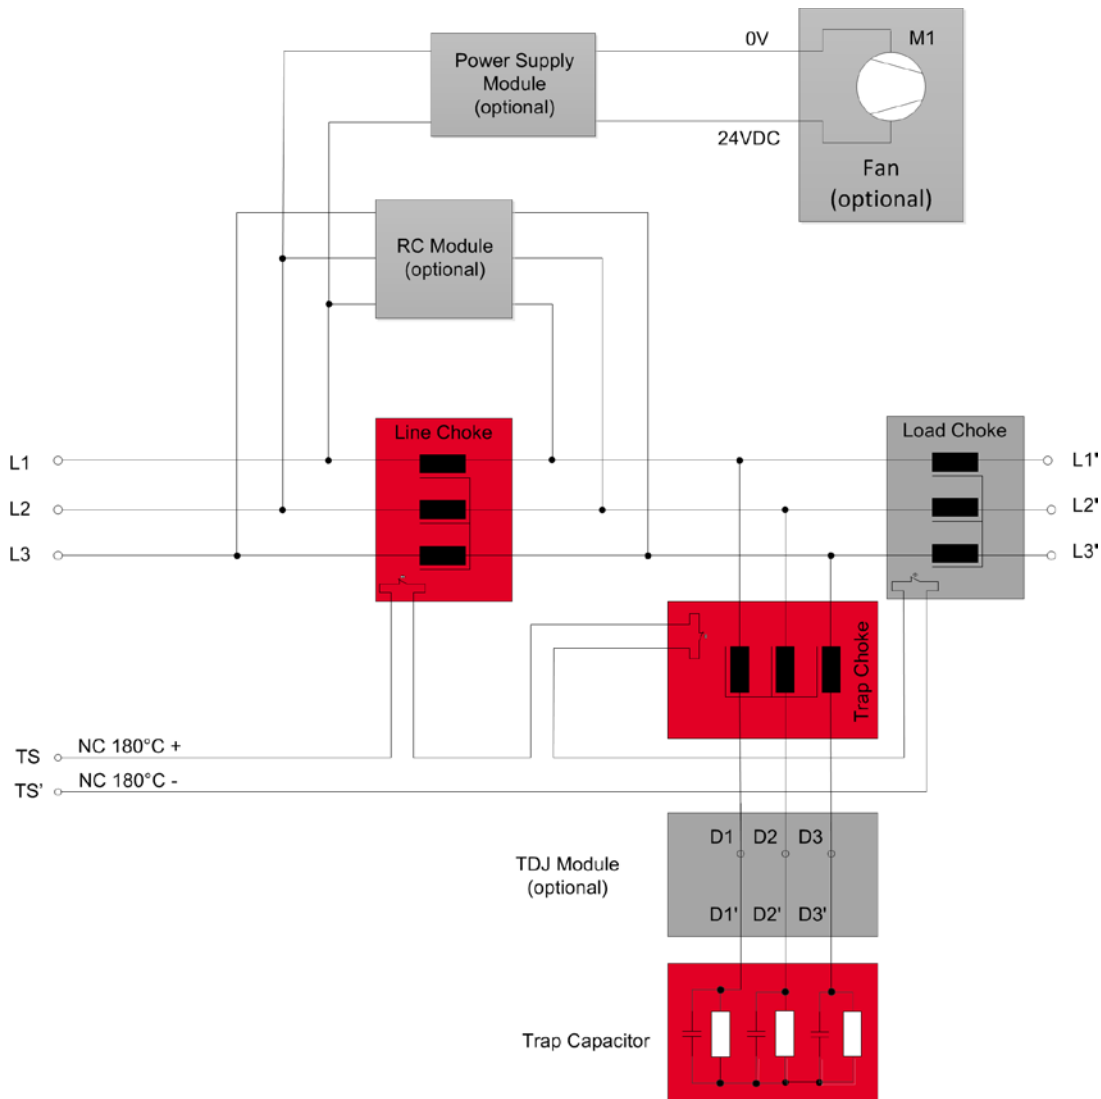 0V
M1
Power Supply
Module
(optional)
24VDC
Fan
(optional)
RC Module
(optional)
Line Choke
Load Choke
L1
L1'
L2
L2'
L3
L3'
Trap Choke
TS
NC 180°C +
TS'
NC 180°C -
D1 D2 D3
TDJ Module
(optional)
D1' D2' D3'
Trap Capacitor